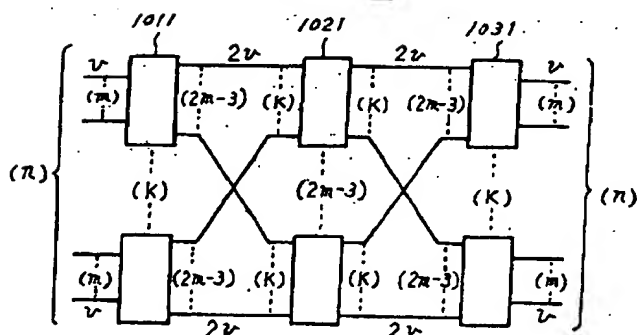 1011 1021 1031
v 2v 2v v
(m) (2m-3) (K) (K) (2m-3) (m)
(n) (K) (2m-3) (K) (n)
(m) (2m-3) (K) (K) (2m-3) (m)
v 2v 2v v